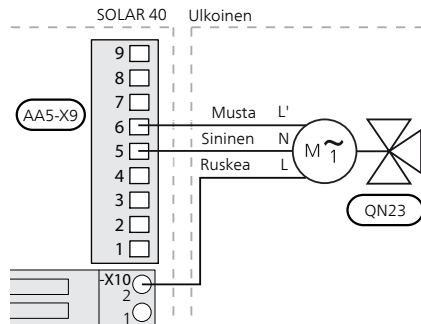 SOLAR 40 Ulkoinen
9
8
7
AA5-X9
6
5
4
3
2
1
Musta L'
Sininen N
Ruskea L
M ~ 1
QN23
-X10
2
1